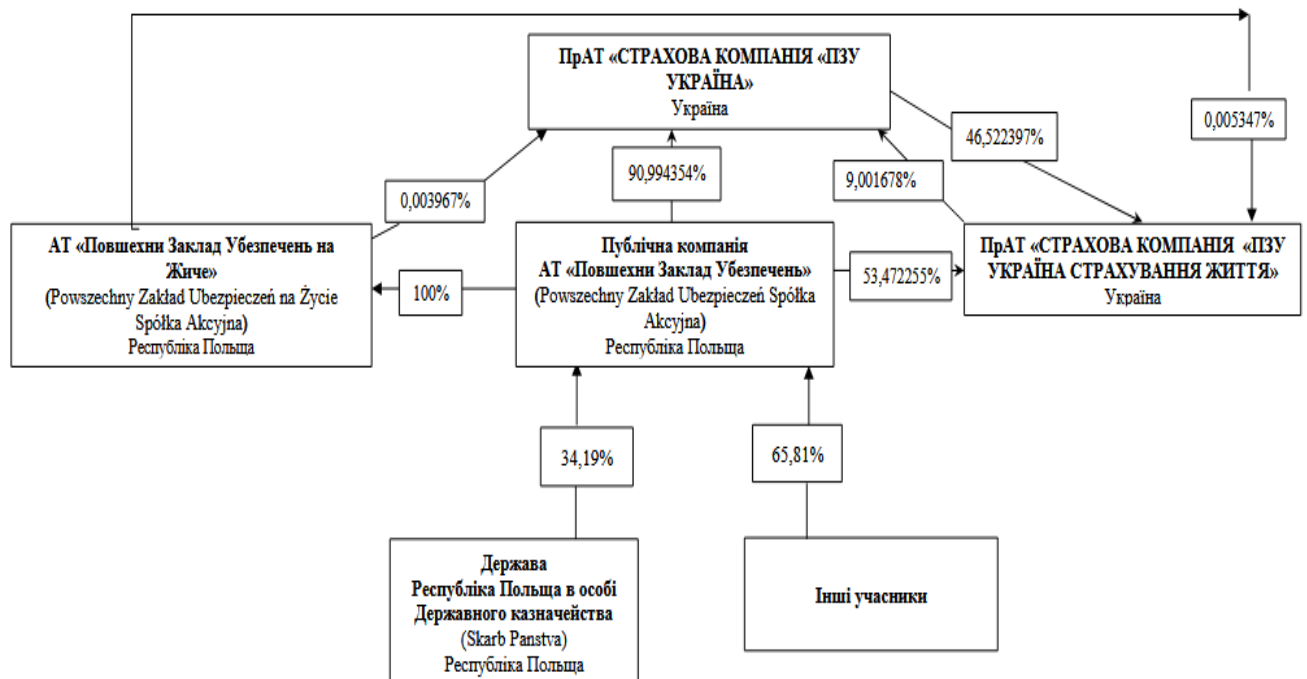 ПрАТ «СТРАХОВА КОМПАНІЯ «ПЗУ
УКРАЇНА»
Україна
0,005347%
46,522397%
90,994354%
9,001678%
0,003967%
АТ «Повшехни Заклад Убезпечень на
Жиче»
(Powszechny Zakład Ubezpieczeń na Życie
Spółka Akcyjna)
Республіка Польща
100%
Публічна компанія
АТ «Повшехни Заклад Убезпечень»
(Powszechny Zakład Ubezpieczeń Spółka
Akcyjna)
Республіка Польща
53,472255%
ПрАТ «СТРАХОВА КОМПАНІЯ «ПЗУ
УКРАЇНА СТРАХУВАННЯ ЖИТТЯ»
Україна
34,19%
65,81%
Держава
Республіка Польща в особі
Державного казначейства
(Skarb Panstva)
Республіка Польща
Інші учасники